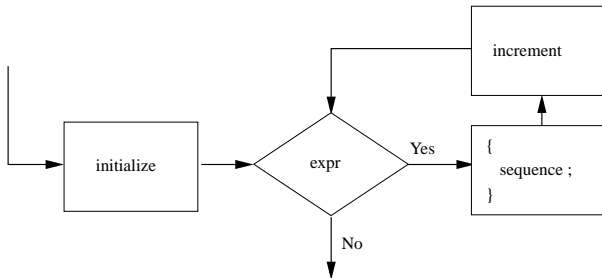 increment
initialize
expr
Yes
{
sequence ;
}
No